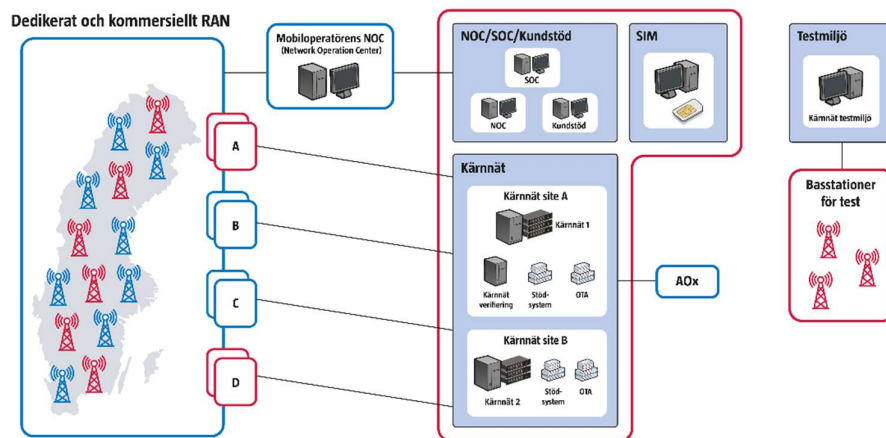 Dedikerat och kommersiellt RAN
Mobiloperatörens NOC
(Network Operation Center)
NOC/SOC/Kundstöd
SOC
NOC
Kundstöd
SIM
Testmiljö
Kärnnät testmiljö
A
B
C
D
Kärnnät
Kärnnät site A
Kärnnät 1
Kärnnät
verifiering
Stöd-
system
OTA
Kärnnät site B
Kärnnät 2
Stöd-
system
OTA
AOx
Basstationer
för test